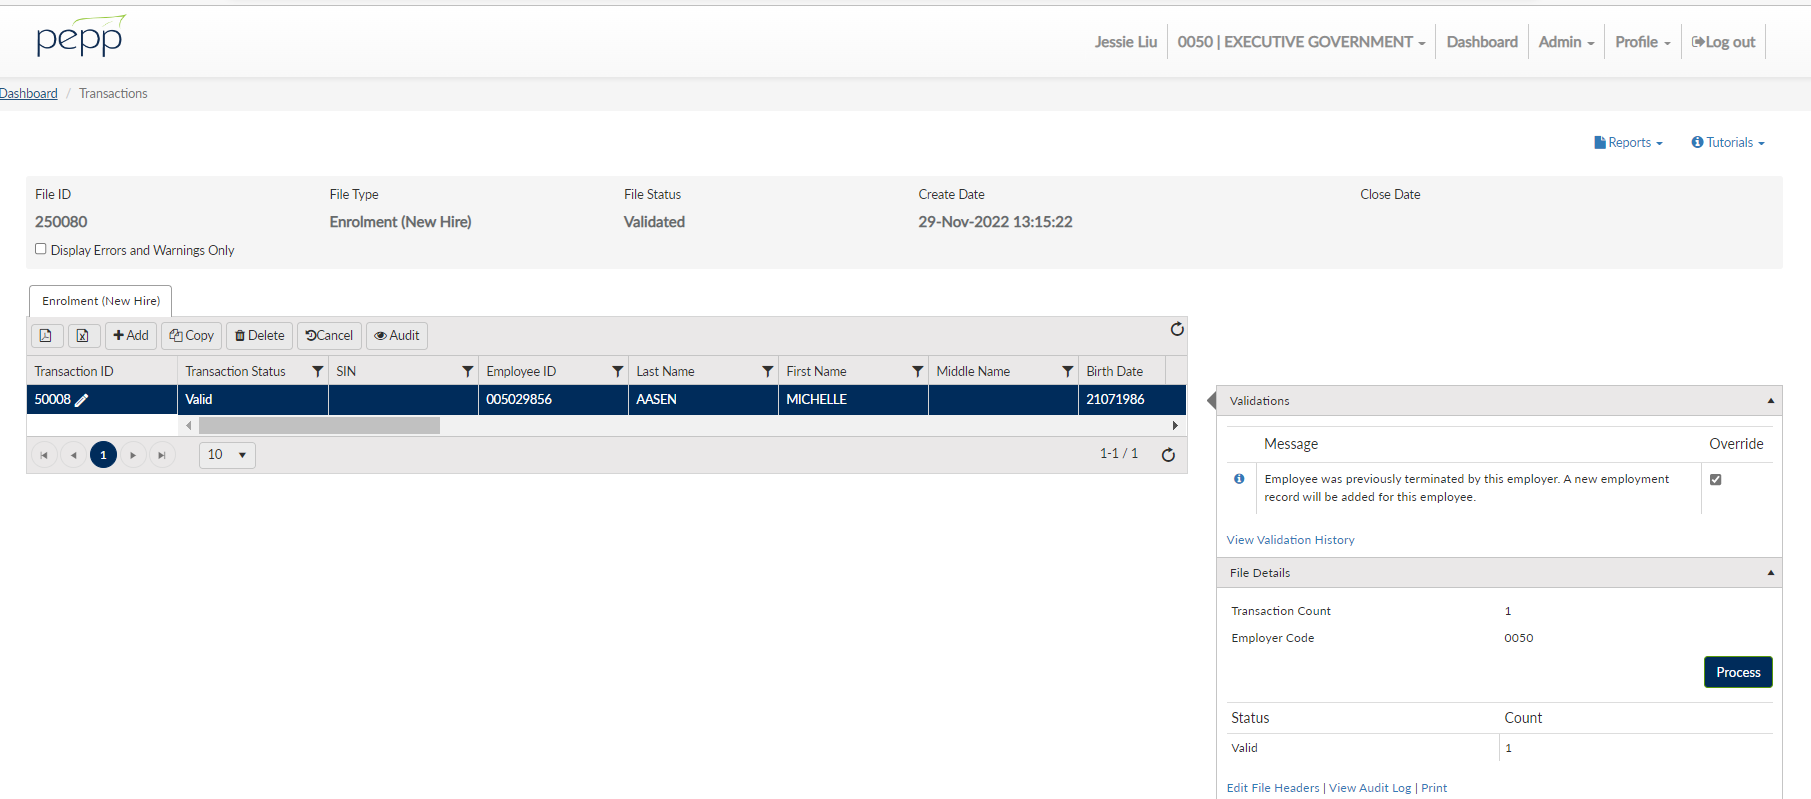 pepp
Jessie Liu
0050 | EXECUTIVE GOVERNMENT
Dashboard
Admin
Profile
Log out
Dashboard / Transactions
Reports
Tutorials
File ID
File Type
File Status
Create Date
Close Date
250080
Enrolment (New Hire)
Validated
29-Nov-2022 13:15:22
Display Errors and Warnings Only
Enrolment (New Hire)
Add
Copy
Delete
Cancel
Audit
Transaction ID
Transaction Status
SIN
Employee ID
Last Name
First Name
Middle Name
Birth Date
50008
Valid
005029856
AASEN
MICHELLE
21071986
1
10
1-1 / 1
Validations
Message
Override
Employee was previously terminated by this employer. A new employment
record will be added for this employee.
View Validation History
File Details
Transaction Count
1
Employer Code
0050
Process
Status
Count
Valid
1
Edit File Headers | View Audit Log | Print